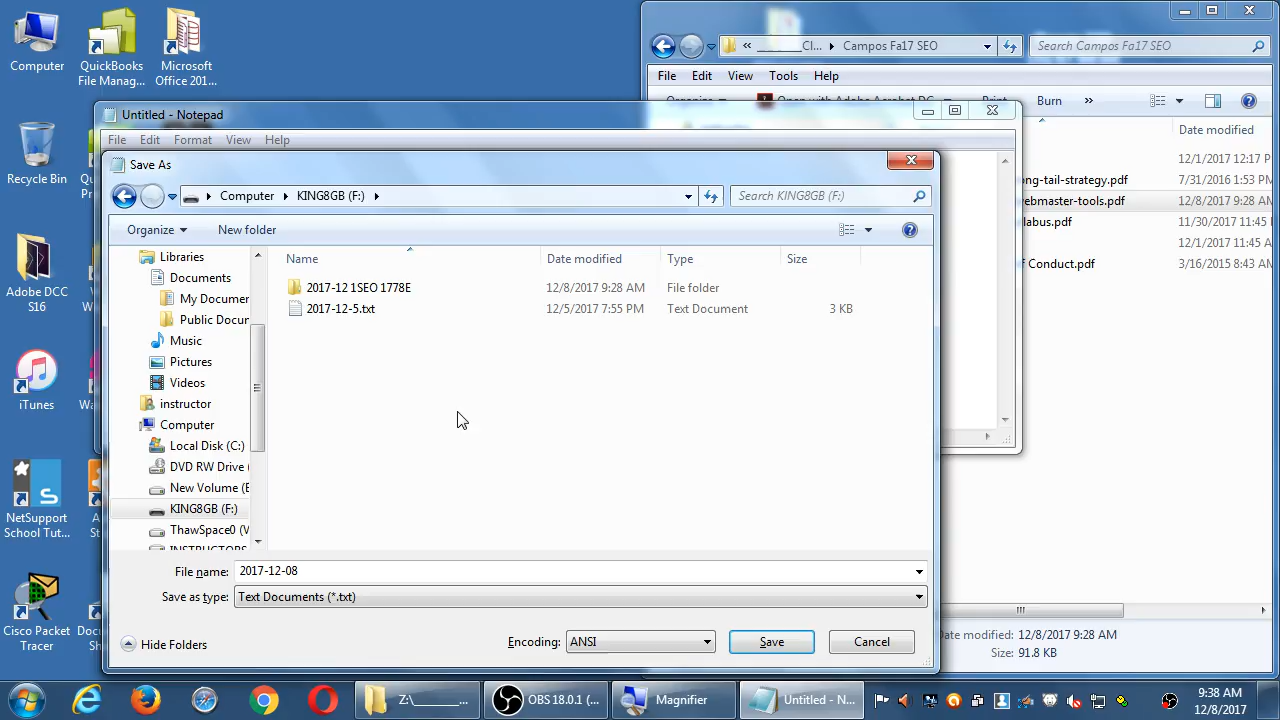 Computer
QuickBooks
File Manag...
Microsoft
Office 201...
Recycle Bin
Adobe DCC
S16
iTunes
NetSupport
School Tut...
Cisco Packet
Tracer
« _______Cl... Campos Fa17 SEO
Search Campos Fa17 SEO
File Edit View Tools Help
Burn »
Date modified
12/1/2017 12:17 P
ong-tail-strategy.pdf 7/31/2016 1:53 PM
ebmaster-tools.pdf 12/8/2017 9:28 AM
labus.pdf 11/30/2017 11:45
12/1/2017 11:45 A
f Conduct.pdf 3/16/2015 8:43 AM
Date modified: 12/8/2017 9:28 AM
Size: 91.8 KB
Untitled - Notepad
File Edit Format View Help
Save As
Computer KING8GB (F:)
Search KING8GB (F:)
Organize New folder
Name Date modified Type Size
2017-12 1SEO 1778E 12/8/2017 9:28 AM File folder
2017-12-5.txt 12/5/2017 7:55 PM Text Document 3 KB
Libraries
Documents
My Documer
Public Docur
Music
Pictures
Videos
instructor
Computer
Local Disk (C:)
DVD RW Drive (
New Volume (E
KING8GB (F:)
ThawSpace0 (V
INSTRUCTORS
File name: 2017-12-08
Save as type: Text Documents (*.txt)
Hide Folders
Encoding: ANSI
Save
Cancel
Z:\_______...
OBS 18.0.1 (...
Magnifier
Untitled - N...
9:38 AM
12/8/2017